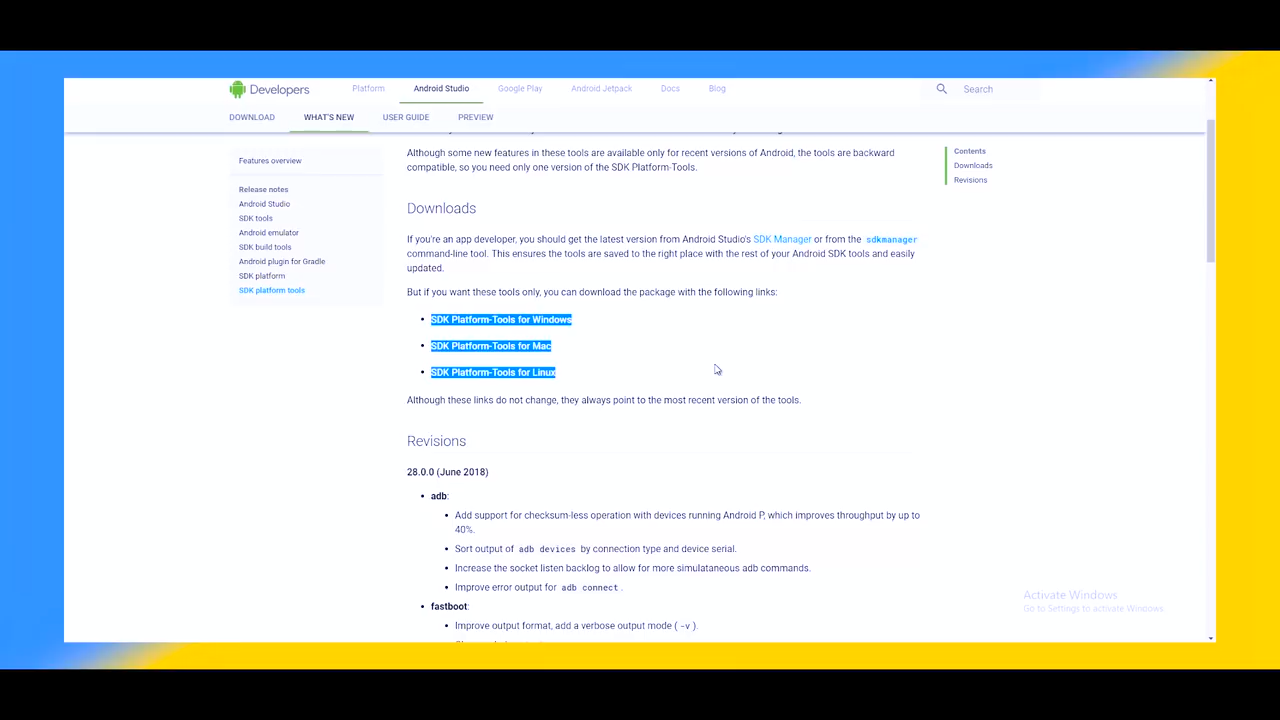 Developers
Platform
Android Studio
Google Play
Android Jetpack
Docs
Blog
Search
DOWNLOAD
WHAT'S NEW
USER GUIDE
PREVIEW
Features overview
Release notes
Android Studio
SDK tools
Android emulator
SDK build tools
Android plugin for Gradle
SDK platform
SDK platform tools
Although some new features in these tools are available only for recent versions of Android, the tools are backward
compatible, so you need only one version of the SDK Platform-Tools.
Downloads
If you're an app developer, you should get the latest version from Android Studio's SDK Manager or from the sdkmanager
command-line tool. This ensures the tools are saved to the right place with the rest of your Android SDK tools and easily
updated.
But if you want these tools only, you can download the package with the following links:
• SDK Platform-Tools for Windows
• SDK Platform-Tools for Mac
• SDK Platform-Tools for Linux
Although these links do not change, they always point to the most recent version of the tools.
Revisions
28.0.0 (June 2018)
• adb:
• Add support for checksum-less operation with devices running Android P, which improves throughput by up to
40%.
• Sort output of adb devices by connection type and device serial.
• Increase the socket listen backlog to allow for more simulataneous adb commands.
• Improve error output for adb connect.
• fastboot:
• Improve output format, add a verbose output mode ( -v ).
Contents
Downloads
Revisions
Activate Windows
Go to Settings to activate Windows